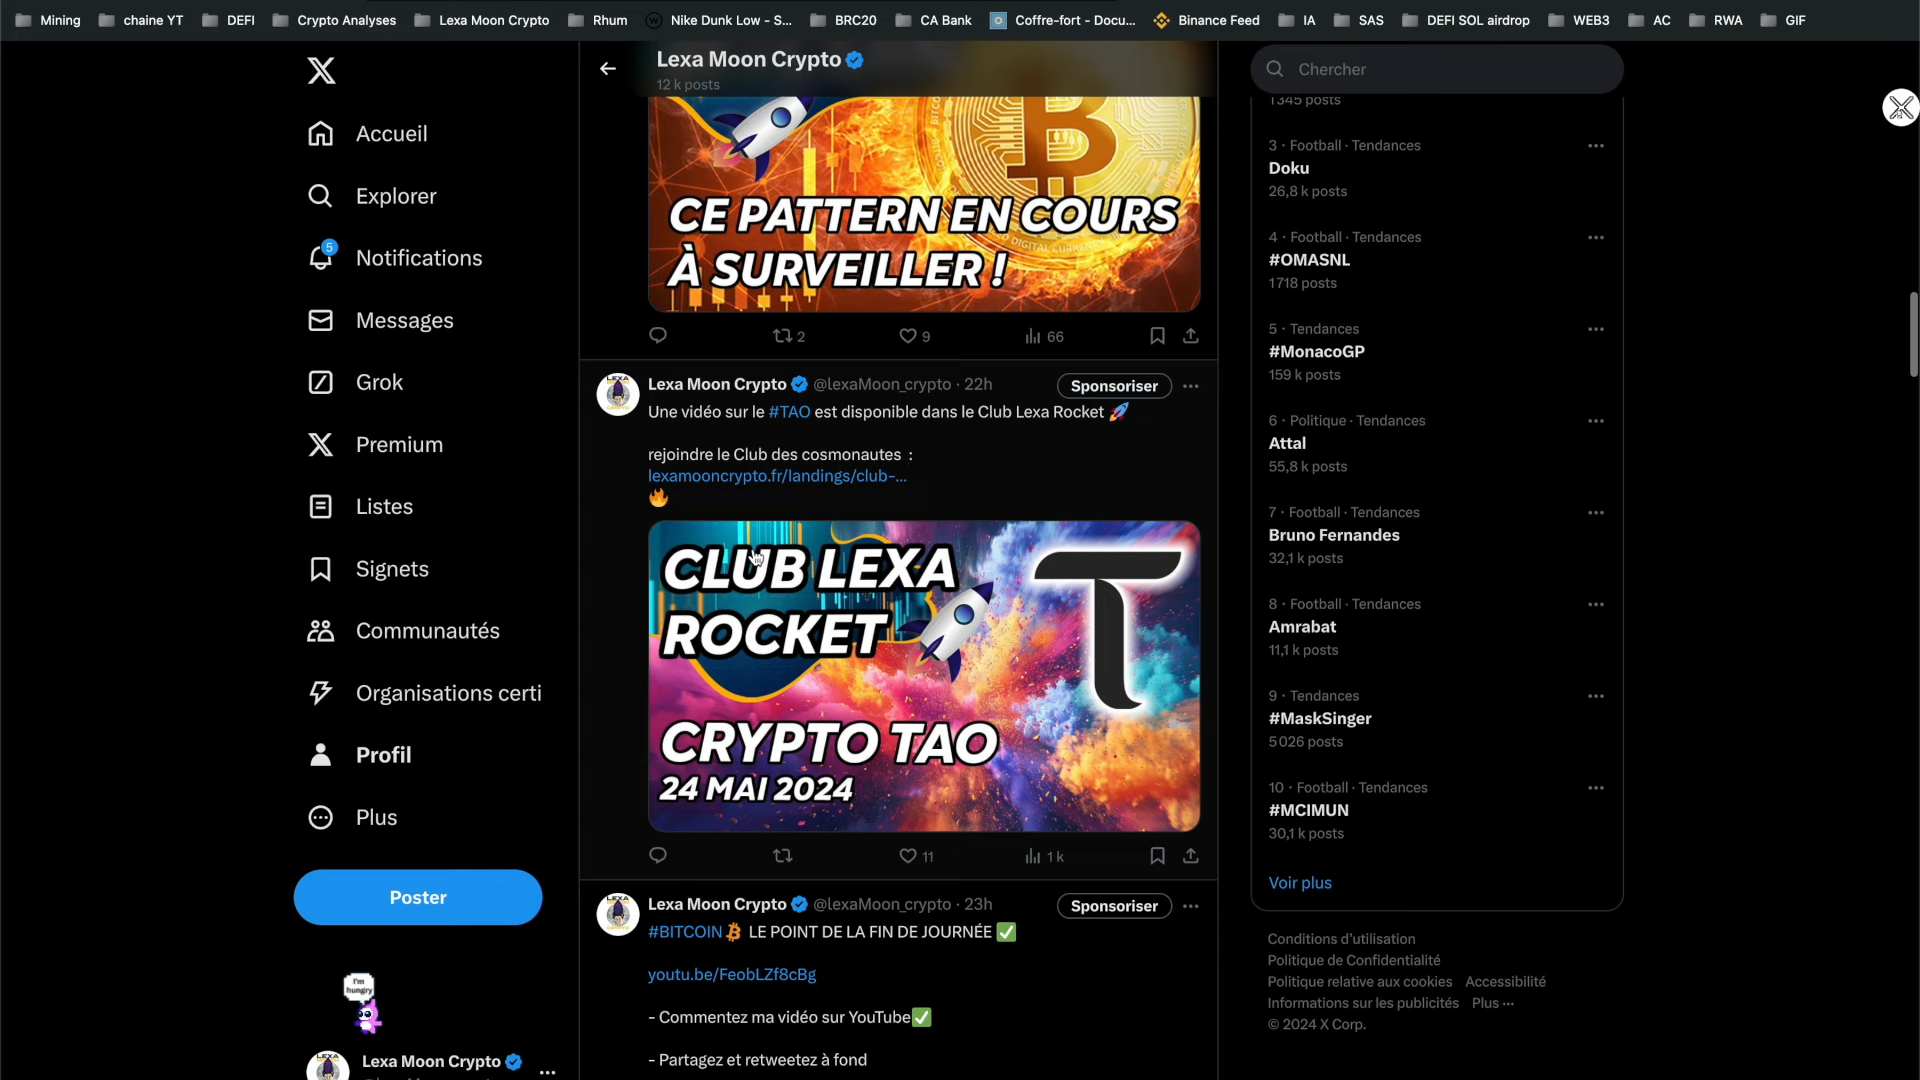 Mining
chaine YT
DEFI
Crypto Analyses
Lexa Moon Crypto
Rhum
Nike Dunk Low - S...
BRC20
CA Bank
Coffre-fort - Docu...
Binance Feed
IA
SAS
DEFI SOL airdrop
WEB3
AC
RWA
GIF
Accueil
Explorer
5
Notifications
Messages
Grok
Premium
Listes
Signets
Communautés
Organisations certi
Profil
Plus
Poster
I'm
hungry
Lexa Moon Crypto
Lexa Moon Crypto
12 k posts
CE PATTERN EN COURS
À SURVEILLER !
2
9
66
Lexa Moon Crypto @lexaMoon_crypto · 22h
Sponsoriser
Une vidéo sur le #TAO est disponible dans le Club Lexa Rocket 🚀
rejoindre le Club des cosmonautes :
lexamooncrypto.fr/landings/club-...
🔥
CLUB LEXA
ROCKET
CRYPTO TAO
24 MAI 2024
11
1 k
Lexa Moon Crypto @lexaMoon_crypto · 23h
Sponsoriser
#BITCOIN LE POINT DE LA FIN DE JOURNÉE ✅
youtu.be/FeobLZf8cBg
- Commentez ma vidéo sur YouTube✅
- Partagez et retweetez à fond
Chercher
1 345 posts
3 · Football · Tendances
Doku
26,8 k posts
4 · Football · Tendances
#OMASNL
1 718 posts
5 · Tendances
#MonacoGP
159 k posts
6 · Politique · Tendances
Attal
55,8 k posts
7 · Football · Tendances
Bruno Fernandes
32,1 k posts
8 · Football · Tendances
Amrabat
11,1 k posts
9 · Tendances
#MaskSinger
5 026 posts
10 · Football · Tendances
#MCIMUN
30,1 k posts
Voir plus
Conditions d'utilisation
Politique de Confidentialité
Politique relative aux cookies Accessibilité
Informations sur les publicités Plus ...
© 2024 X Corp.